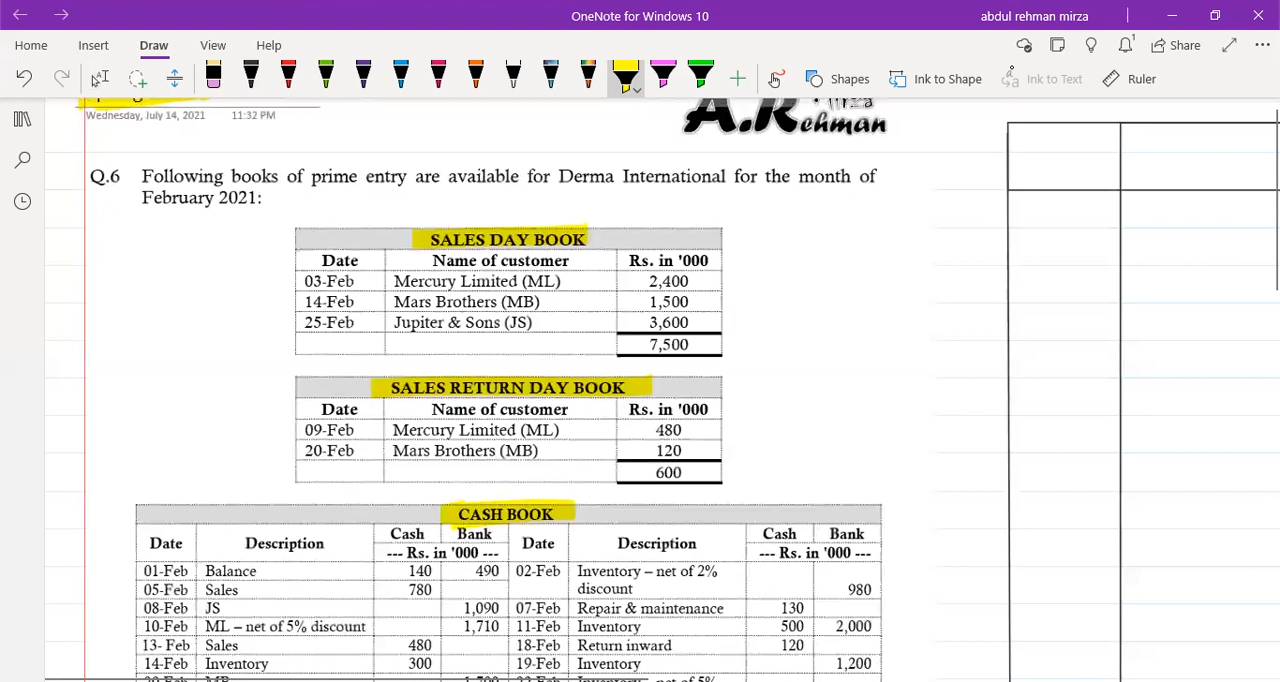 OneNote for Windows 10
abdul rehman mirza
Home Insert Draw View Help
Share
Shapes Ink to Shape Ink to Text Ruler
Wednesday, July 14, 2021 11:32 PM
Mirza
A.Rehman
Q.6 Following books of prime entry are available for Derma International for the month of
February 2021:
SALES DAY BOOK
Date Name of customer Rs. in '000
03-Feb Mercury Limited (ML) 2,400
14-Feb Mars Brothers (MB) 1,500
25-Feb Jupiter & Sons (JS) 3,600
7,500
SALES RETURN DAY BOOK
Date Name of customer Rs. in '000
09-Feb Mercury Limited (ML) 480
20-Feb Mars Brothers (MB) 120
600
CASH BOOK
Date Description Cash Bank Date Description Cash Bank
--- Rs. in '000 --- --- Rs. in '000 ---
01-Feb Balance 140 490 02-Feb Inventory – net of 2%
05-Feb Sales 780 discount 980
08-Feb JS 1,090 07-Feb Repair & maintenance 130
10-Feb ML – net of 5% discount 1,710 11-Feb Inventory 500 2,000
13- Feb Sales 480 18-Feb Return inward 120
14-Feb Inventory 300 19-Feb Inventory 1,200
MB 1,700 Inventory – net of 5%